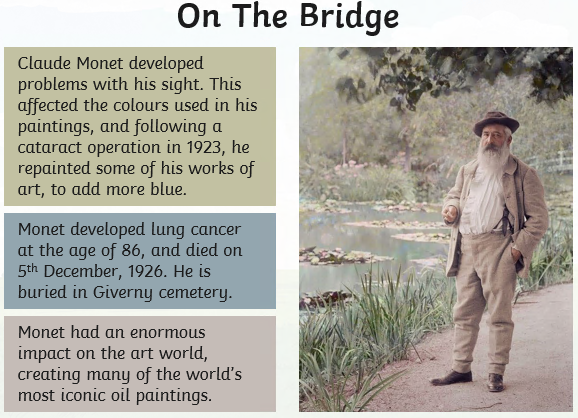 On The Bridge
Claude Monet developed
problems with his sight. This
affected the colours used in his
paintings, and following a
cataract operation in 1923, he
repainted some of his works of
art, to add more blue.
Monet developed lung cancer
at the age of 86, and died on
5th December, 1926. He is
buried in Giverny cemetery.
Monet had an enormous
impact on the art world,
creating many of the world's
most iconic oil paintings.